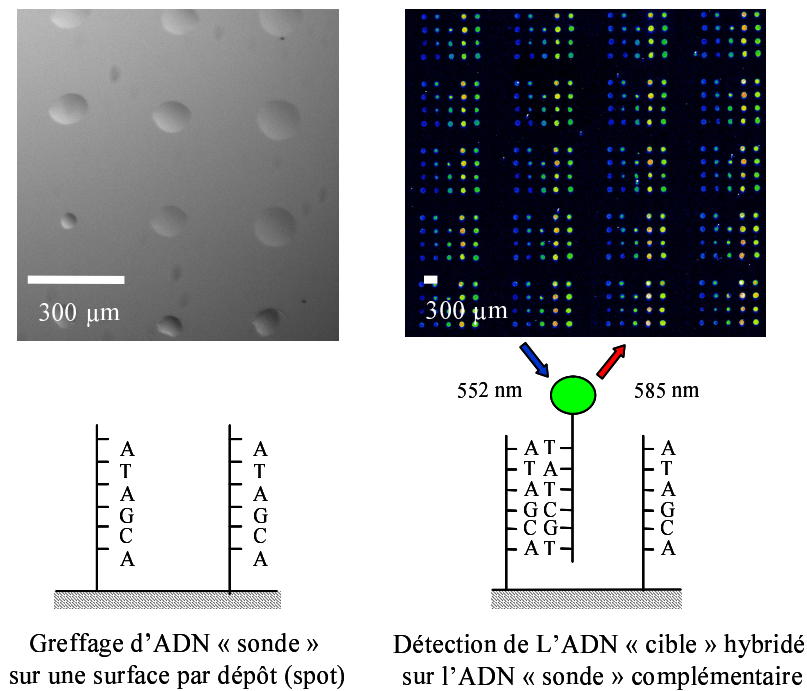 300 µm
300 µm
552 nm
585 nm
A
T
A
G
C
A
A
T
A
G
C
A
A T
T A
A T
G C
C G
A T
A
T
A
G
C
A
Greffage d'ADN « sonde »
sur une surface par dépôt (spot)
Détection de L'ADN « cible » hybridé
sur l'ADN « sonde » complémentaire